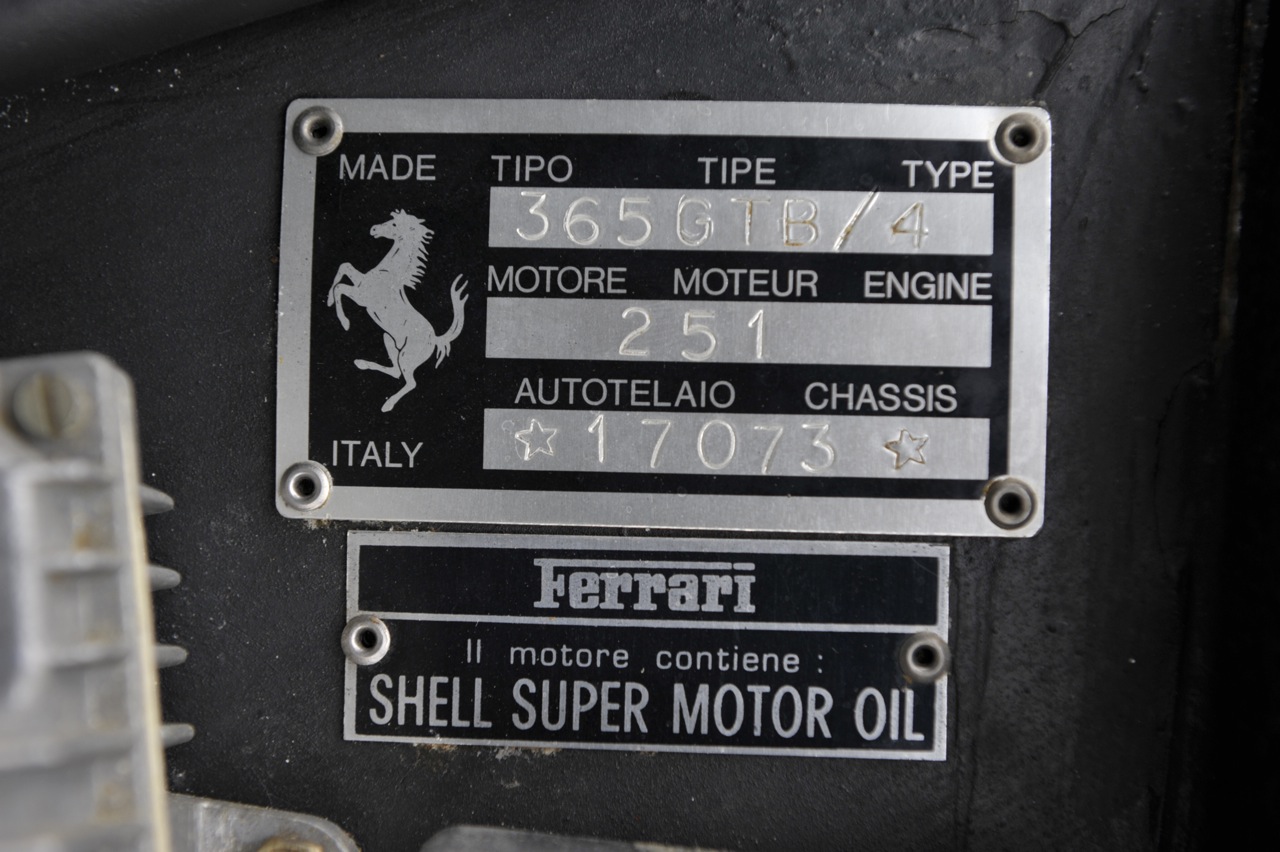 MADE TIPO TIPE TYPE
365GTB/4
MOTORE MOTEUR ENGINE
251
AUTOTELAIO CHASSIS
☆17073☆
ITALY
Ferrari
Il motore contiene :
SHELL SUPER MOTOR OIL